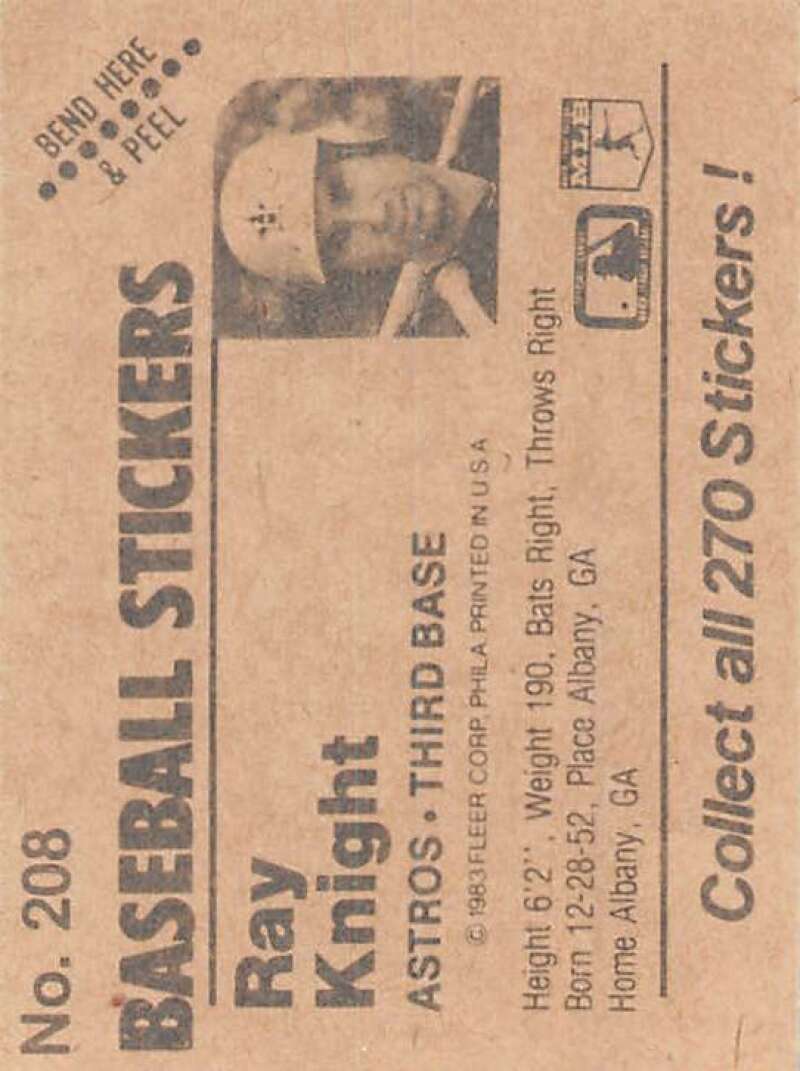 No. 208
BEND HERE
& PEEL
BASEBALL STICKERS
Ray
Knight
ASTROS • THIRD BASE
© 1983 FLEER CORP PHILA PRINTED IN U S A
Height 6'2'', Weight 190, Bats Right, Throws Right
Born 12-28-52, Place Albany, GA
Home Albany, GA
MLB
Collect all 270 Stickers!